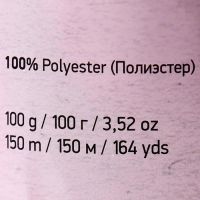 100% Polyester (Полиэстер)
100 g / 100 г / 3,52 oz
150 m / 150 м / 164 yds